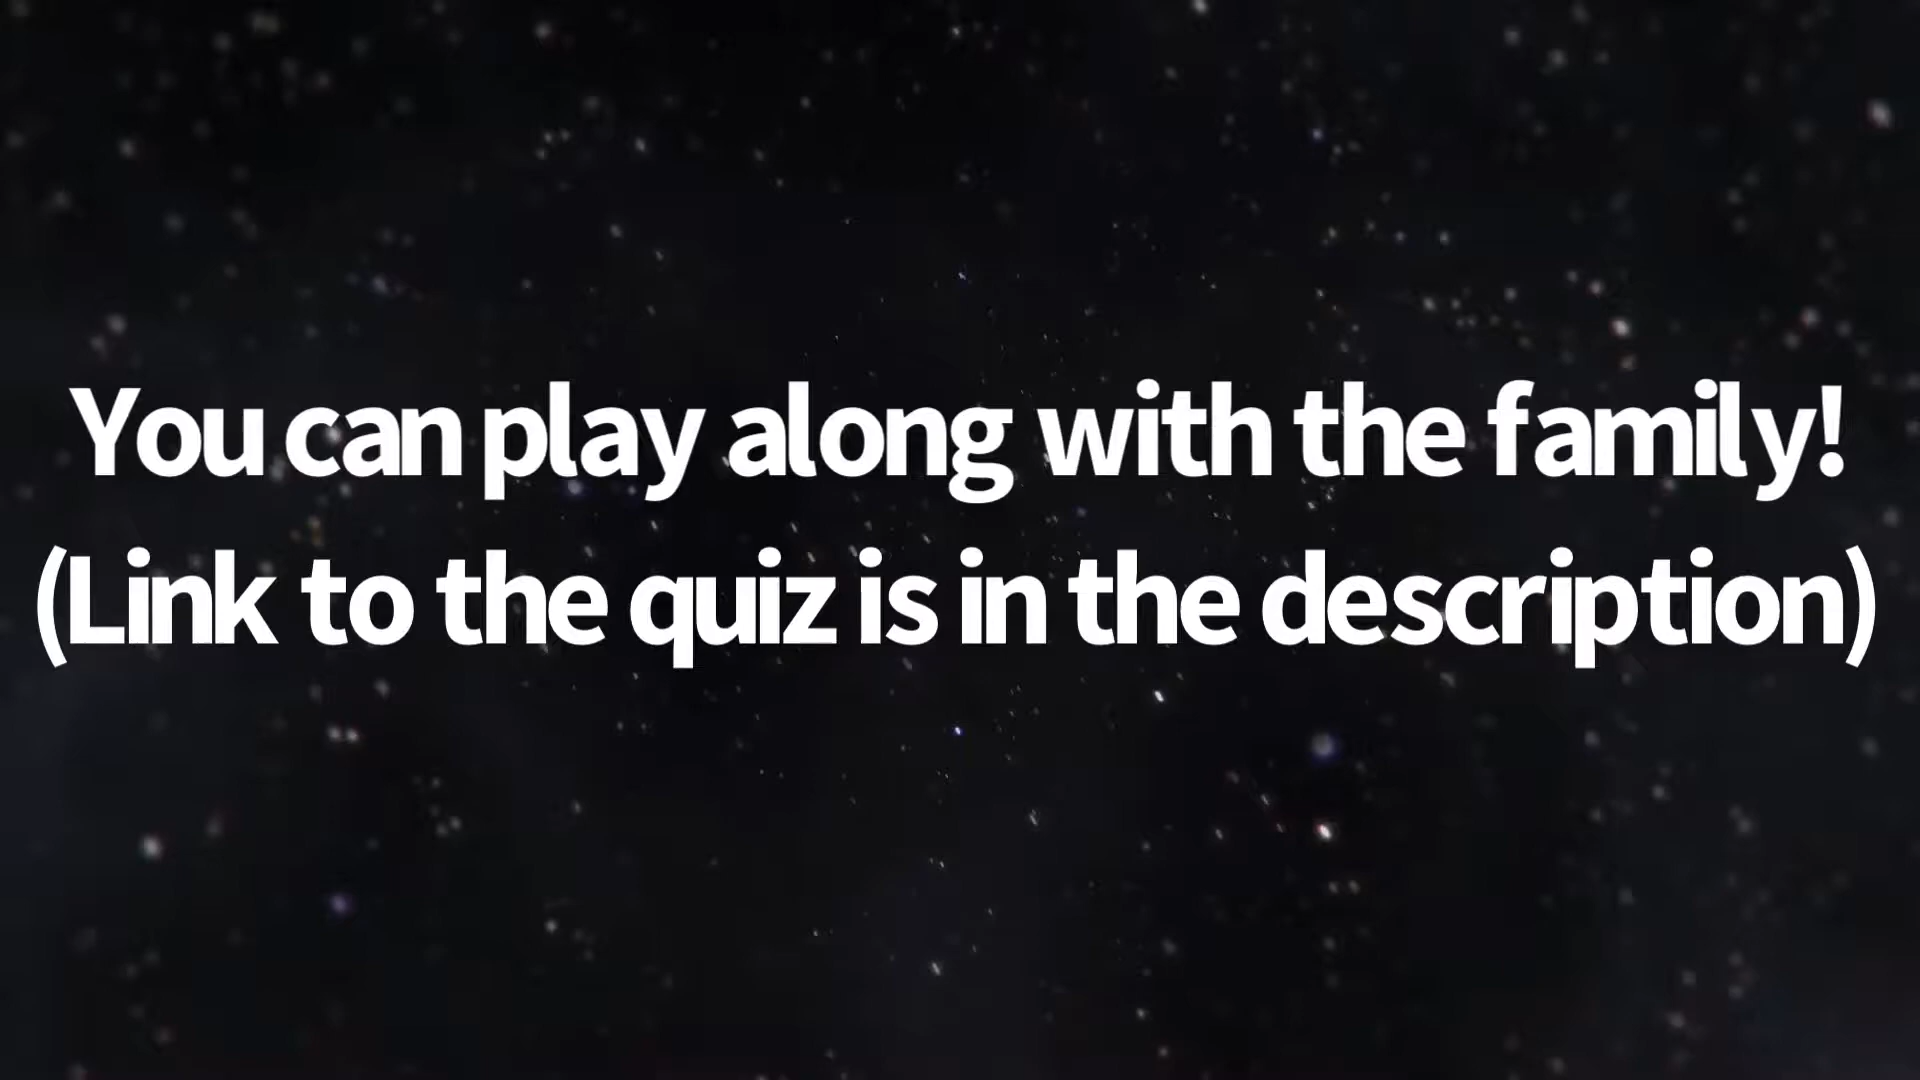 You can play along with the family!
(Link to the quiz is in the description)